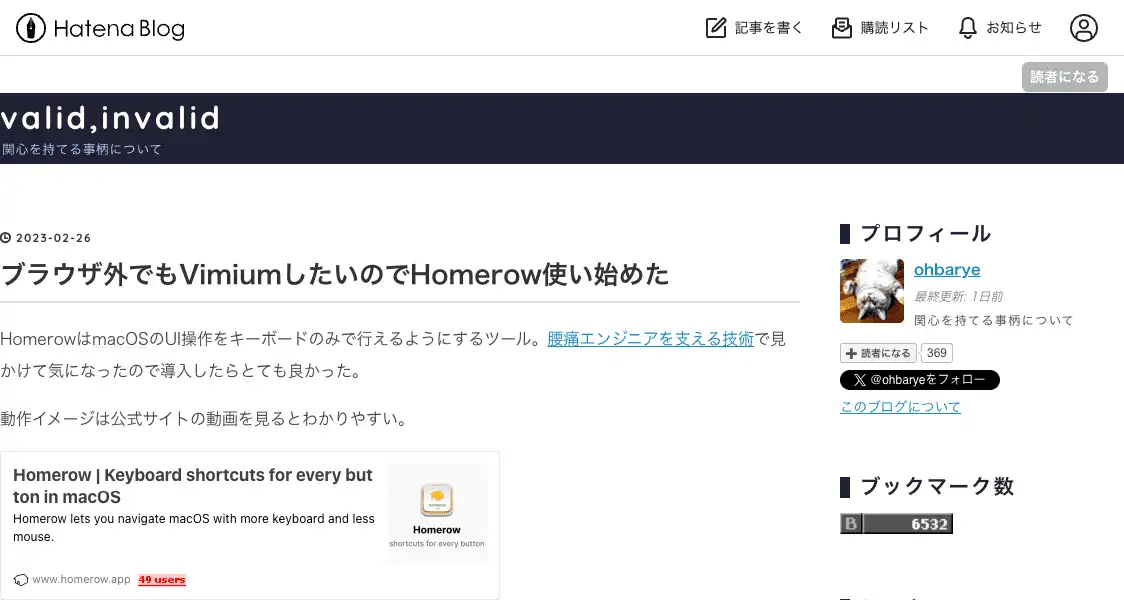 Hatena Blog
記事を書く
購読リスト
お知らせ
読者になる
valid,invalid
関心を持てる事柄について
2023-02-26
ブラウザ外でもVimiumしたいのでHomerow使い始めた
HomerowはmacOSのUI操作をキーボードのみで行えるようにするツール。腰痛エンジニアを支える技術で見
かけて気になったので導入したらとても良かった。
動作イメージは公式サイトの動画を見るとわかりやすい。
Homerow | Keyboard shortcuts for every but
ton in macOS
Homerow lets you navigate macOS with more keyboard and less
mouse.
Homerow
shortcuts for every button
www.homerow.app 49 users
プロフィール
ohbarye
最終更新: 1日前
関心を持てる事柄について
読者になる 369
@ohbaryeをフォロー
このブログについて
ブックマーク数
B 6532